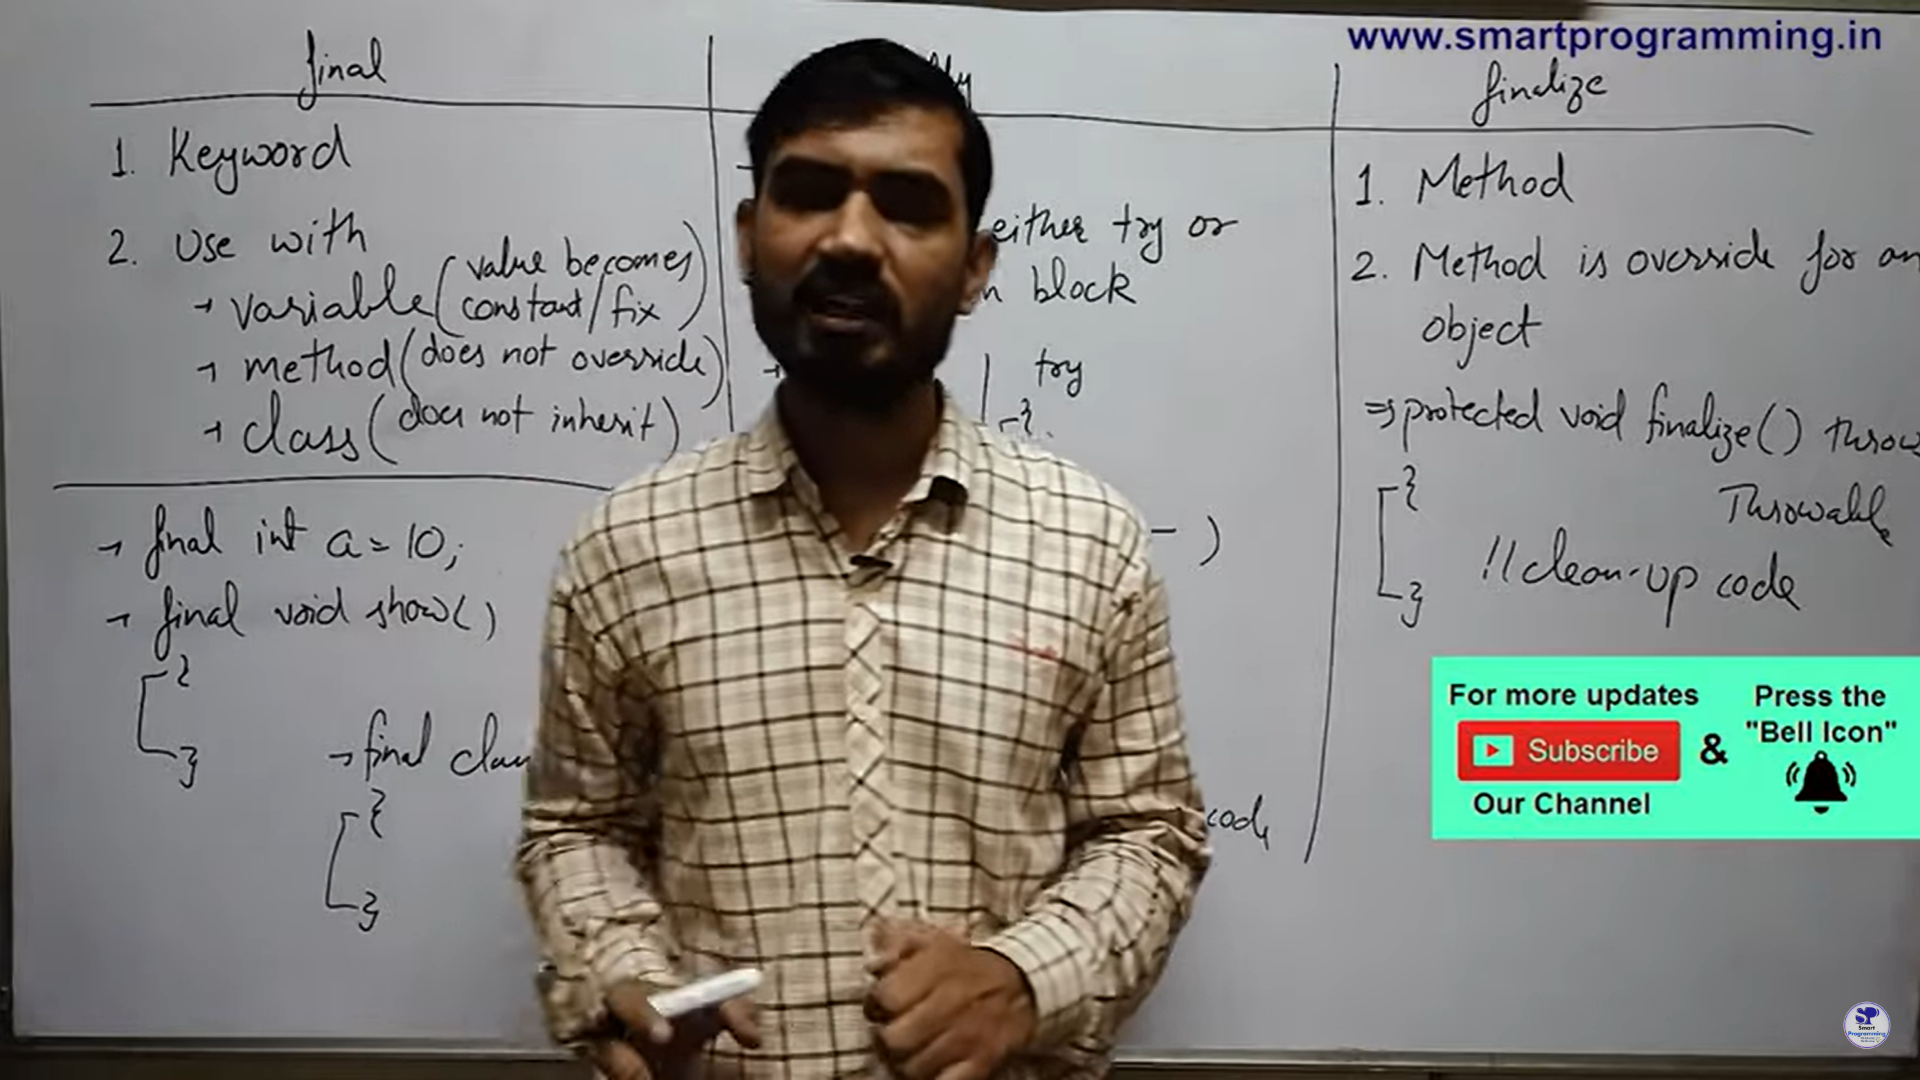 www.smartprogramming.in
final
finalize
1. Keyword
2. Use with
→ variable (value becomes
constant/fix)
→ method (does not override)
→ class (does not inherit)
→ final int a = 10;
→ final void show()
{
}
→ final
{
}
either try or
block
try
{
)
code
1. Method
2. Method is override for an
object
⇒ protected void finalize()
Throwable
{
// clean-up code
}
For more updates
Subscribe
Our Channel
&
Press the
"Bell Icon"
SP
Smart
Programming